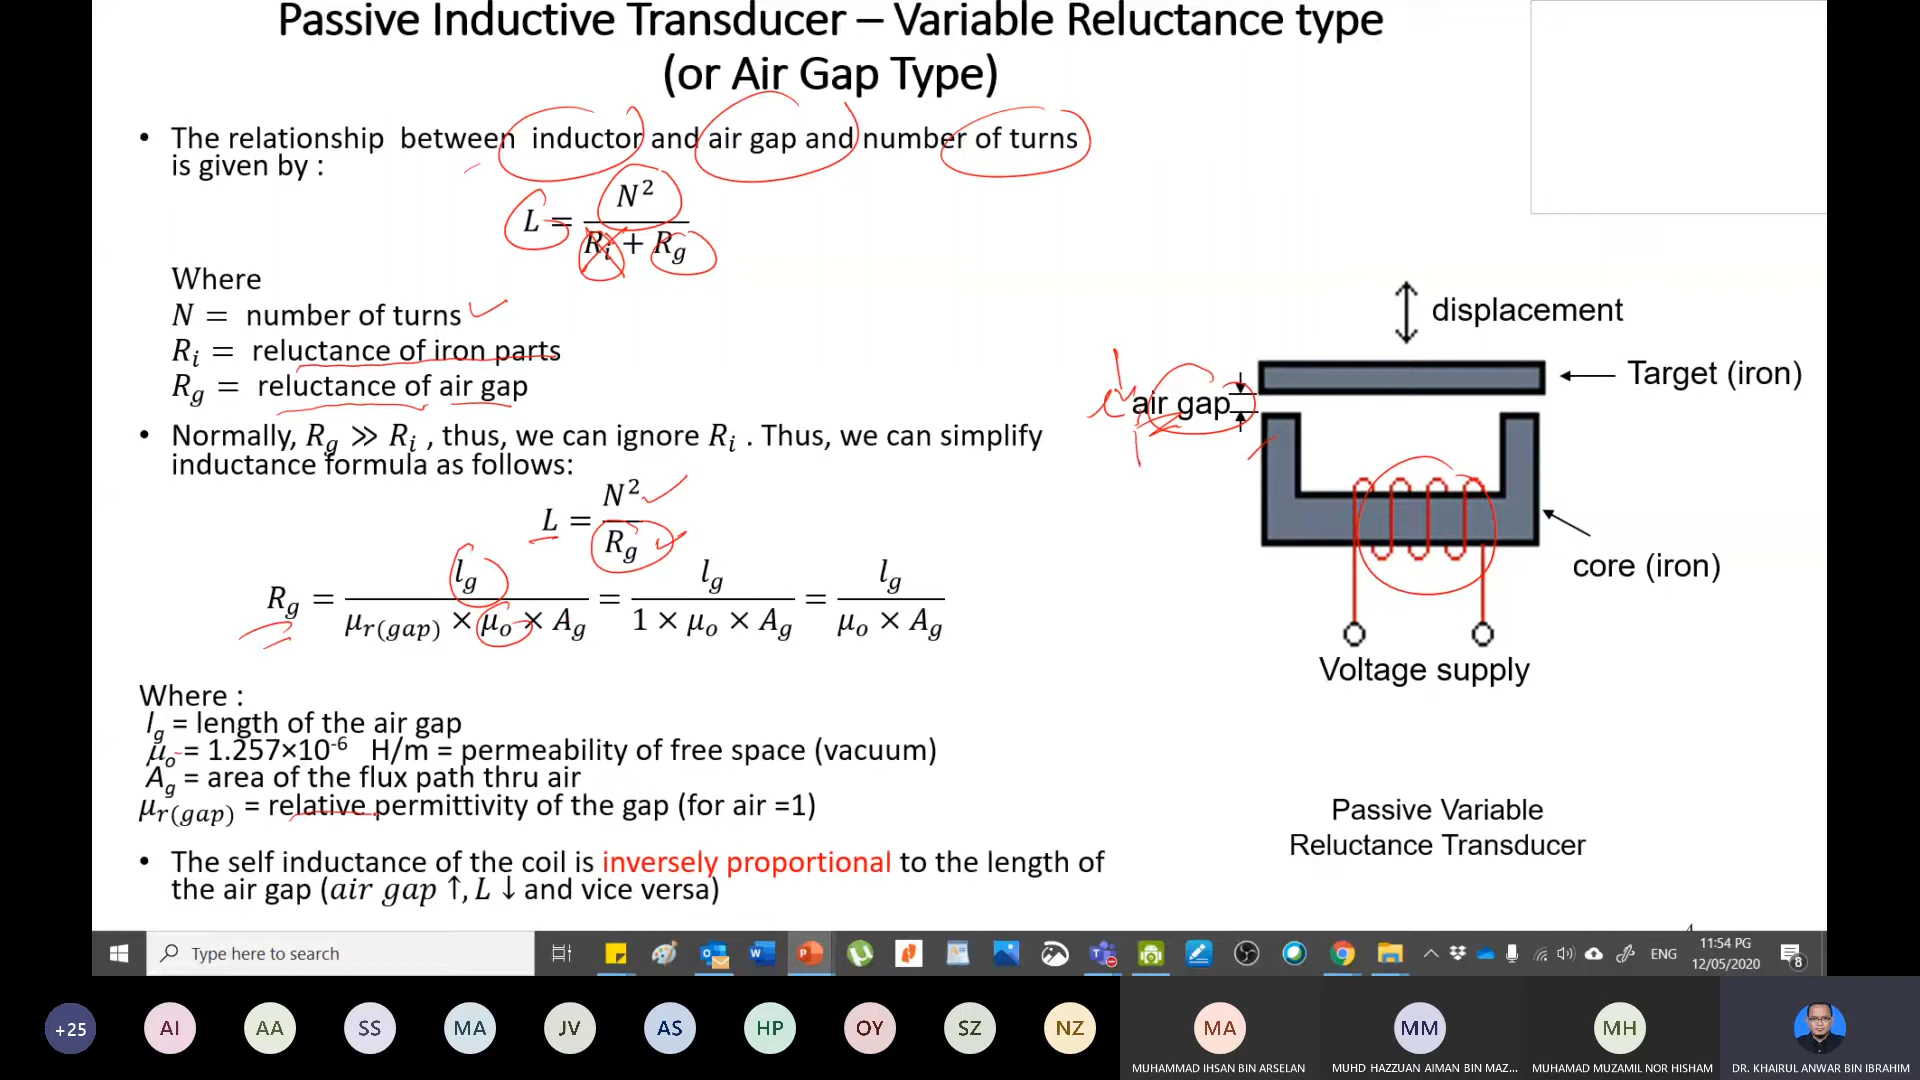 Passive Inductive Transducer – Variable Reluctance type
(or Air Gap Type)
• The relationship between inductor and air gap and number of turns
is given by :
L = N² / (Rᵢ + R_g)
Where
N = number of turns
Rᵢ = reluctance of iron parts
R_g = reluctance of air gap
• Normally, R_g ≫ Rᵢ , thus, we can ignore Rᵢ . Thus, we can simplify
inductance formula as follows:
L = N² / R_g
R_g = l_g / (μ_r(gap) × μ_o × A_g) = l_g / (1 × μ_o × A_g) = l_g / (μ_o × A_g)
Where :
l_g = length of the air gap
μ_o = 1.257×10⁻⁶ H/m = permeability of free space (vacuum)
A_g = area of the flux path thru air
μ_r(gap) = relative permittivity of the gap (for air =1)
• The self inductance of the coil is inversely proportional to the length of
the air gap (air gap ↑, L ↓ and vice versa)
displacement
Target (iron)
air gap
core (iron)
Voltage supply
Passive Variable
Reluctance Transducer
Type here to search
ENG
11:54 PG
12/05/2020
8
+25
AI
AA
SS
MA
JV
AS
HP
OY
SZ
NZ
MA
MM
MH
MUHAMMAD IHSAN BIN ARSELAN
MUHD HAZZUAN AIMAN BIN MAZ...
MUHAMAD MUZAMIL NOR HISHAM
DR. KHAIRUL ANWAR BIN IBRAHIM